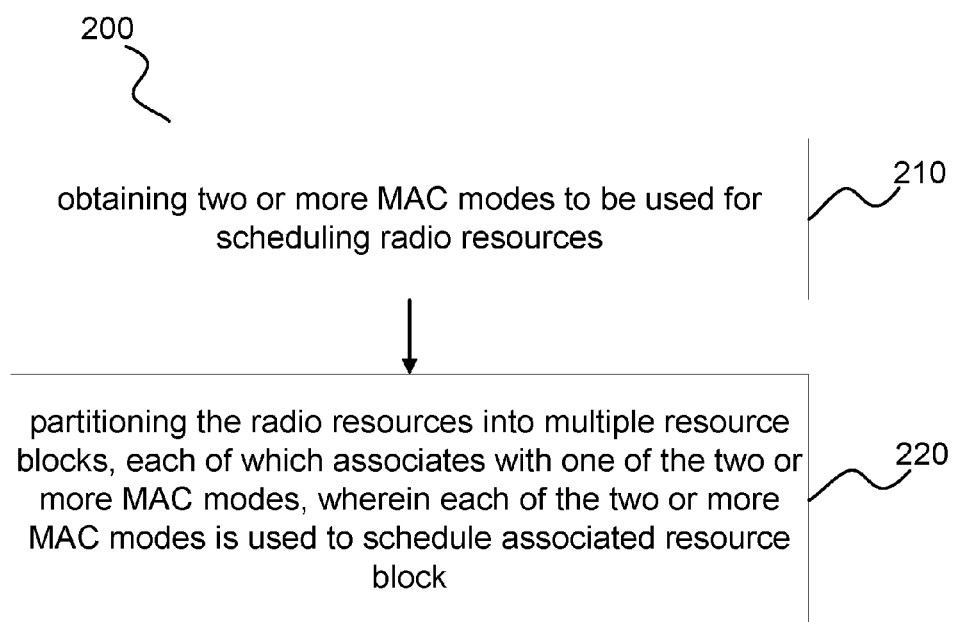 200
obtaining two or more MAC modes to be used for
scheduling radio resources
210
partitioning the radio resources into multiple resource
blocks, each of which associates with one of the two or
more MAC modes, wherein each of the two or more
MAC modes is used to schedule associated resource
block
220